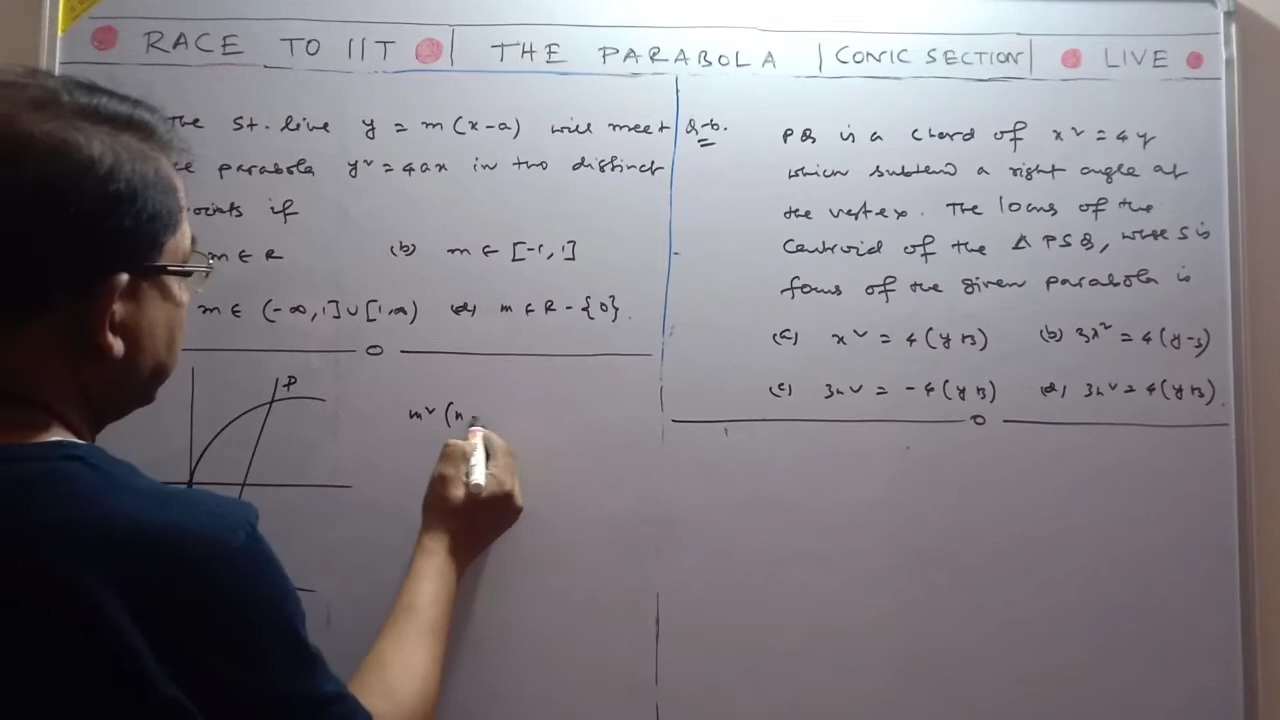 RACE TO IIT | THE PARABOLA | CONIC SECTION | LIVE
The St. line y = m(x-a) will meet
parabola y² = 4ax in two distinct
points if
m ∈ R (b) m ∈ [-1, 1]
m ∈ (-∞, 1] ∪ [1, ∞) (d) m ∈ R - {0}.
P
m² (x
Q-6. PQ is a chord of x² = 4y
which subtend a right angle at
the vertex. The locus of the
centroid of the Δ PSQ, whose S is
focus of the given parabola is
(a) x² = 4(y+3) (b) 3x² = 4(y-3)
(c) 3x² = -4(y+3) (d) 3x² = 4(y+3).